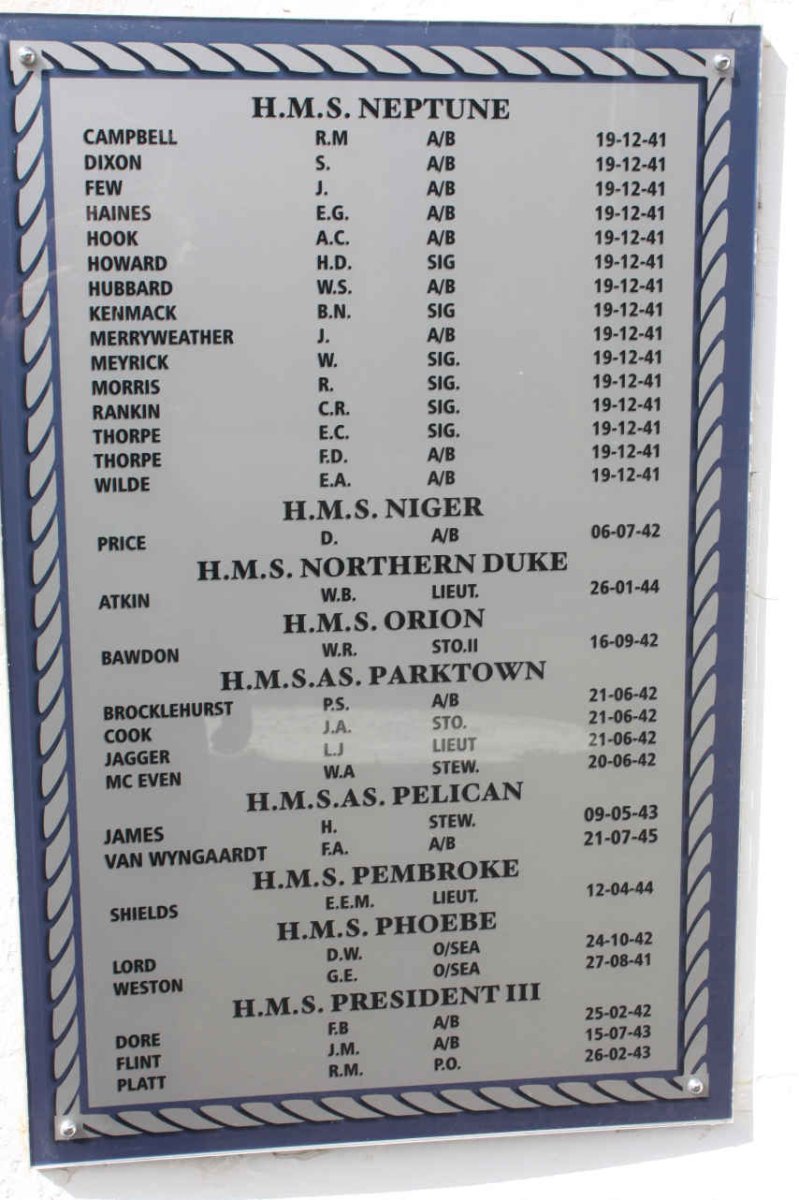 H.M.S. NEPTUNE
CAMPBELL R.M A/B 19-12-41
DIXON S. A/B 19-12-41
FEW J. A/B 19-12-41
HAINES E.G. A/B 19-12-41
HOOK A.C. A/B 19-12-41
HOWARD H.D. SIG 19-12-41
HUBBARD W.S. A/B 19-12-41
KENMACK B.N. SIG 19-12-41
MERRYWEATHER J. A/B 19-12-41
MEYRICK W. SIG. 19-12-41
MORRIS R. SIG. 19-12-41
RANKIN C.R. SIG. 19-12-41
THORPE E.C. SIG. 19-12-41
THORPE F.D. A/B 19-12-41
WILDE E.A. A/B 19-12-41
H.M.S. NIGER
PRICE D. A/B 06-07-42
H.M.S. NORTHERN DUKE
ATKIN W.B. LIEUT. 26-01-44
H.M.S. ORION
BAWDON W.R. STO.II 16-09-42
H.M.S.AS. PARKTOWN
BROCKLEHURST P.S. A/B 21-06-42
COOK J.A. STO. 21-06-42
JAGGER L.J LIEUT 21-06-42
MC EVEN W.A STEW. 20-06-42
H.M.S.AS. PELICAN
JAMES H. STEW. 09-05-43
VAN WYNGAARDT F.A. A/B 21-07-45
H.M.S. PEMBROKE
SHIELDS E.E.M. LIEUT. 12-04-44
H.M.S. PHOEBE
LORD D.W. O/SEA 24-10-42
WESTON G.E. O/SEA 27-08-41
H.M.S. PRESIDENT III
DORE F.B A/B 25-02-42
FLINT J.M. A/B 15-07-43
PLATT R.M. P.O. 26-02-43